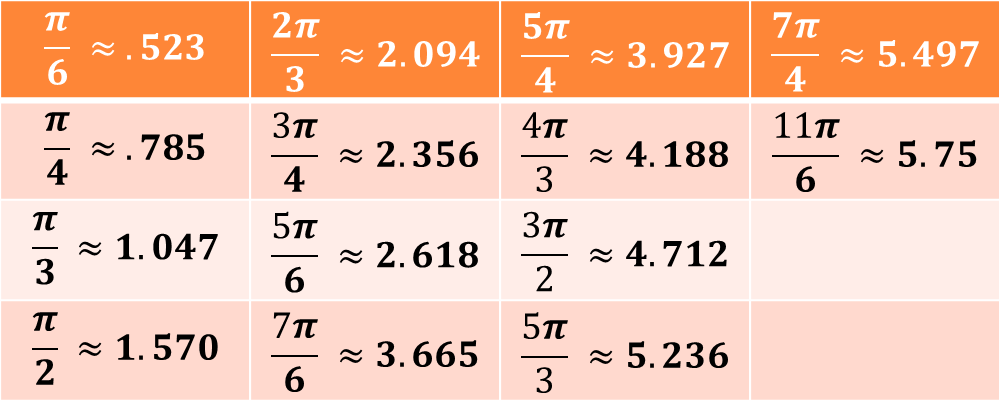 π/6 ≈ .523 2π/3 ≈ 2.094 5π/4 ≈ 3.927 7π/4 ≈ 5.497
π/4 ≈ .785 3π/4 ≈ 2.356 4π/3 ≈ 4.188 11π/6 ≈ 5.75
π/3 ≈ 1.047 5π/6 ≈ 2.618 3π/2 ≈ 4.712
π/2 ≈ 1.570 7π/6 ≈ 3.665 5π/3 ≈ 5.236